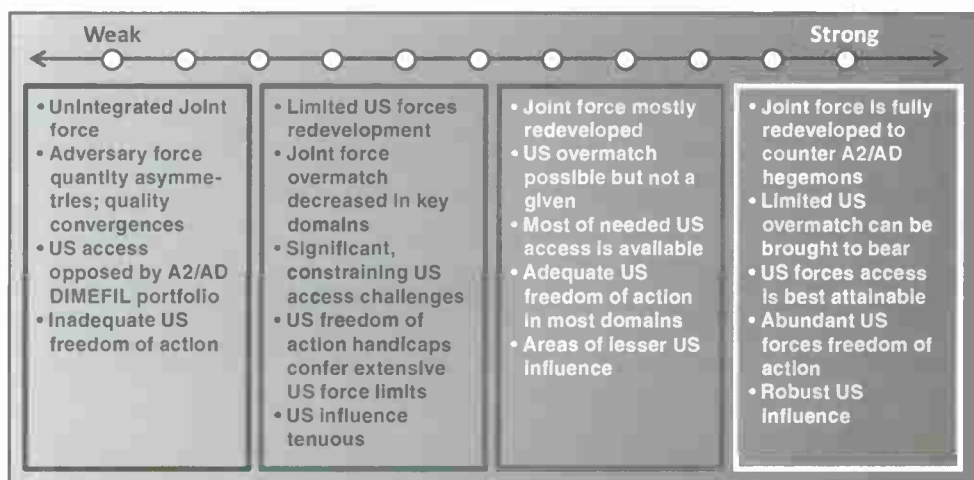 Weak
Strong
• Unintegrated Joint
force
• Adversary force
quantity asymme-
tries; quality
convergences
• US access
opposed by A2/AD
DIMEFIL portfolio
• Inadequate US
freedom of action
• Limited US forces
redevelopment
• Joint force
overmatch
decreased in key
domains
• Significant,
constraining US
access challenges
• US freedom of
action handicaps
confer extensive
US force limits
• US influence
tenuous
• Joint force mostly
redeveloped
• US overmatch
possible but not a
given
• Most of needed US
access is available
• Adequate US
freedom of action
in most domains
• Areas of lesser US
influence
• Joint force is fully
redeveloped to
counter A2/AD
hegemons
• Limited US
overmatch can be
brought to bear
• US forces access
is best attainable
• Abundant US
forces freedom of
action
• Robust US
influence